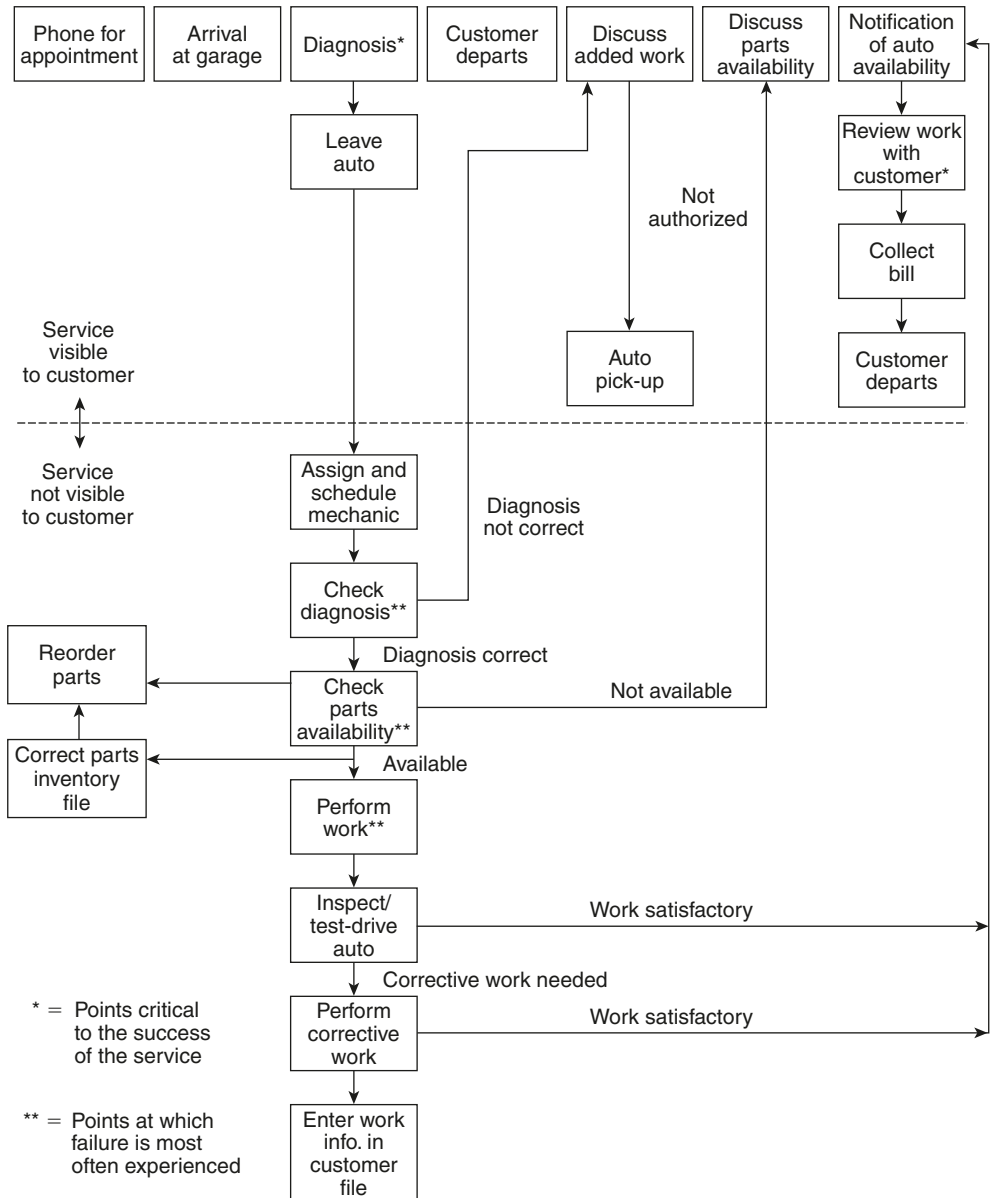 Phone for
appointment
Arrival
at garage
Diagnosis*
Customer
departs
Discuss
added work
Discuss
parts
availability
Notification
of auto
availability
Leave
auto
Review work
with
customer*
Not
authorized
Collect
bill
Service
visible
to customer
Auto
pick-up
Customer
departs
Service
not visible
to customer
Assign and
schedule
mechanic
Diagnosis
not correct
Check
diagnosis**
Diagnosis correct
Reorder
parts
Check
parts
availability**
Not available
Correct parts
inventory
file
Available
Perform
work**
Inspect/
test-drive
auto
Work satisfactory
Corrective work needed
* = Points critical
to the success
of the service
Perform
corrective
work
Work satisfactory
** = Points at which
failure is most
often experienced
Enter work
info. in
customer
file